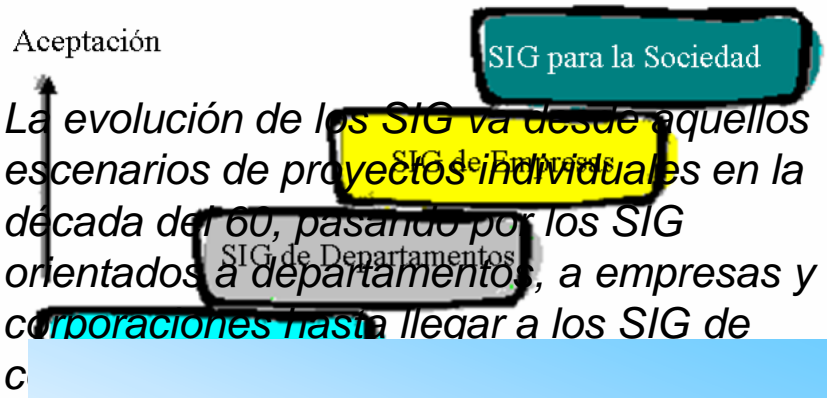 Aceptación
SIG para la Sociedad
La evolución de los SIG va desde aquellos
SIG de Empresas
escenarios de proyectos individuales en la
década del 60, pasando por los SIG
SIG de Departamentos
orientados a departamentos, a empresas y
corporaciones hasta llegar a los SIG de